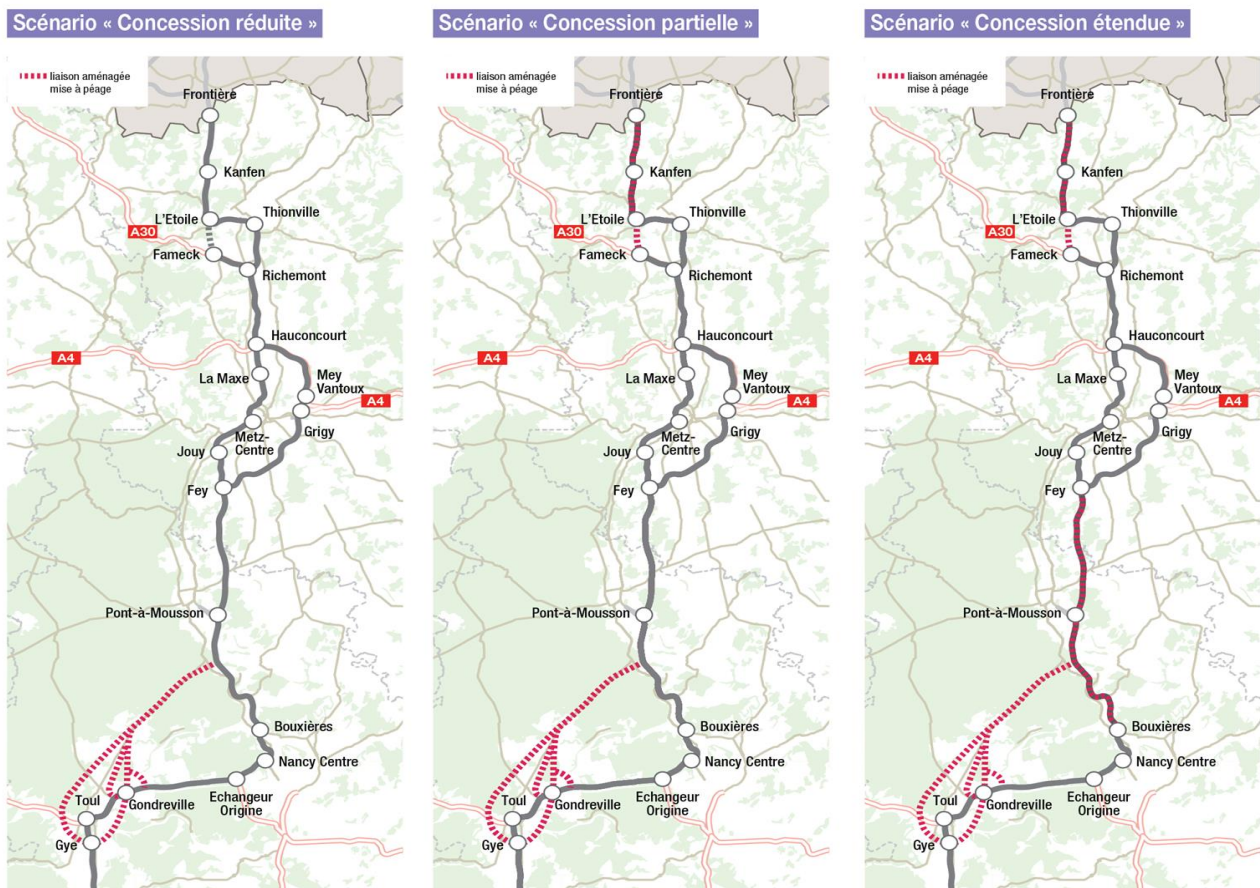 Scénario « Concession réduite »
liaison aménagée
mise à péage
Frontière
Kanfen
L'Etoile
Thionville
A30
Fameck
Richemont
Hauconcourt
A4
La Maxe
Mey
Vantoux
A4
Metz-
Centre
Grigy
Jouy
Fey
Pont-à-Mousson
Bouxières
Nancy Centre
Toul
Gondreville
Echangeur
Origine
Gye
Scénario « Concession partielle »
liaison aménagée
mise à péage
Frontière
Kanfen
L'Etoile
Thionville
A30
Fameck
Richemont
Hauconcourt
A4
La Maxe
Mey
Vantoux
A4
Metz-
Centre
Grigy
Jouy
Fey
Pont-à-Mousson
Bouxières
Nancy Centre
Toul
Gondreville
Echangeur
Origine
Gye
Scénario « Concession étendue »
liaison aménagée
mise à péage
Frontière
Kanfen
L'Etoile
Thionville
A30
Fameck
Richemont
Hauconcourt
A4
La Maxe
Mey
Vantoux
A4
Metz-
Centre
Grigy
Jouy
Fey
Pont-à-Mousson
Bouxières
Nancy Centre
Toul
Gondreville
Echangeur
Origine
Gye